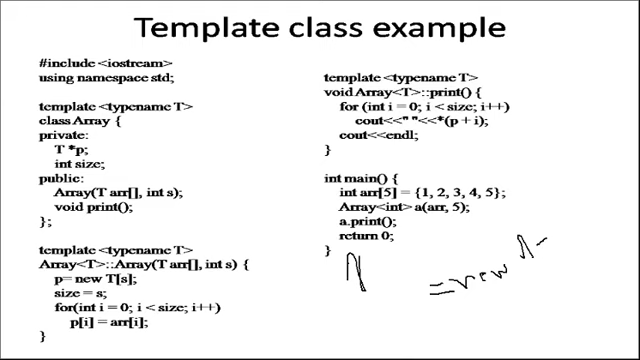 Template class example
#include <iostream>
using namespace std;
template <typename T>
class Array {
private:
T *p;
int size;
public:
Array(T arr[], int s);
void print();
};
template <typename T>
Array<T>::Array(T arr[], int s) {
p= new T[s];
size = s;
for(int i = 0; i < size; i++)
p[i] = arr[i];
}
template <typename T>
void Array<T>::print() {
for (int i = 0; i < size; i++)
cout<<" "<<*(p + i);
cout<<endl;
}
int main() {
int arr[5] = {1, 2, 3, 4, 5};
Array<int> a(arr, 5);
a.print();
return 0;
}
=new